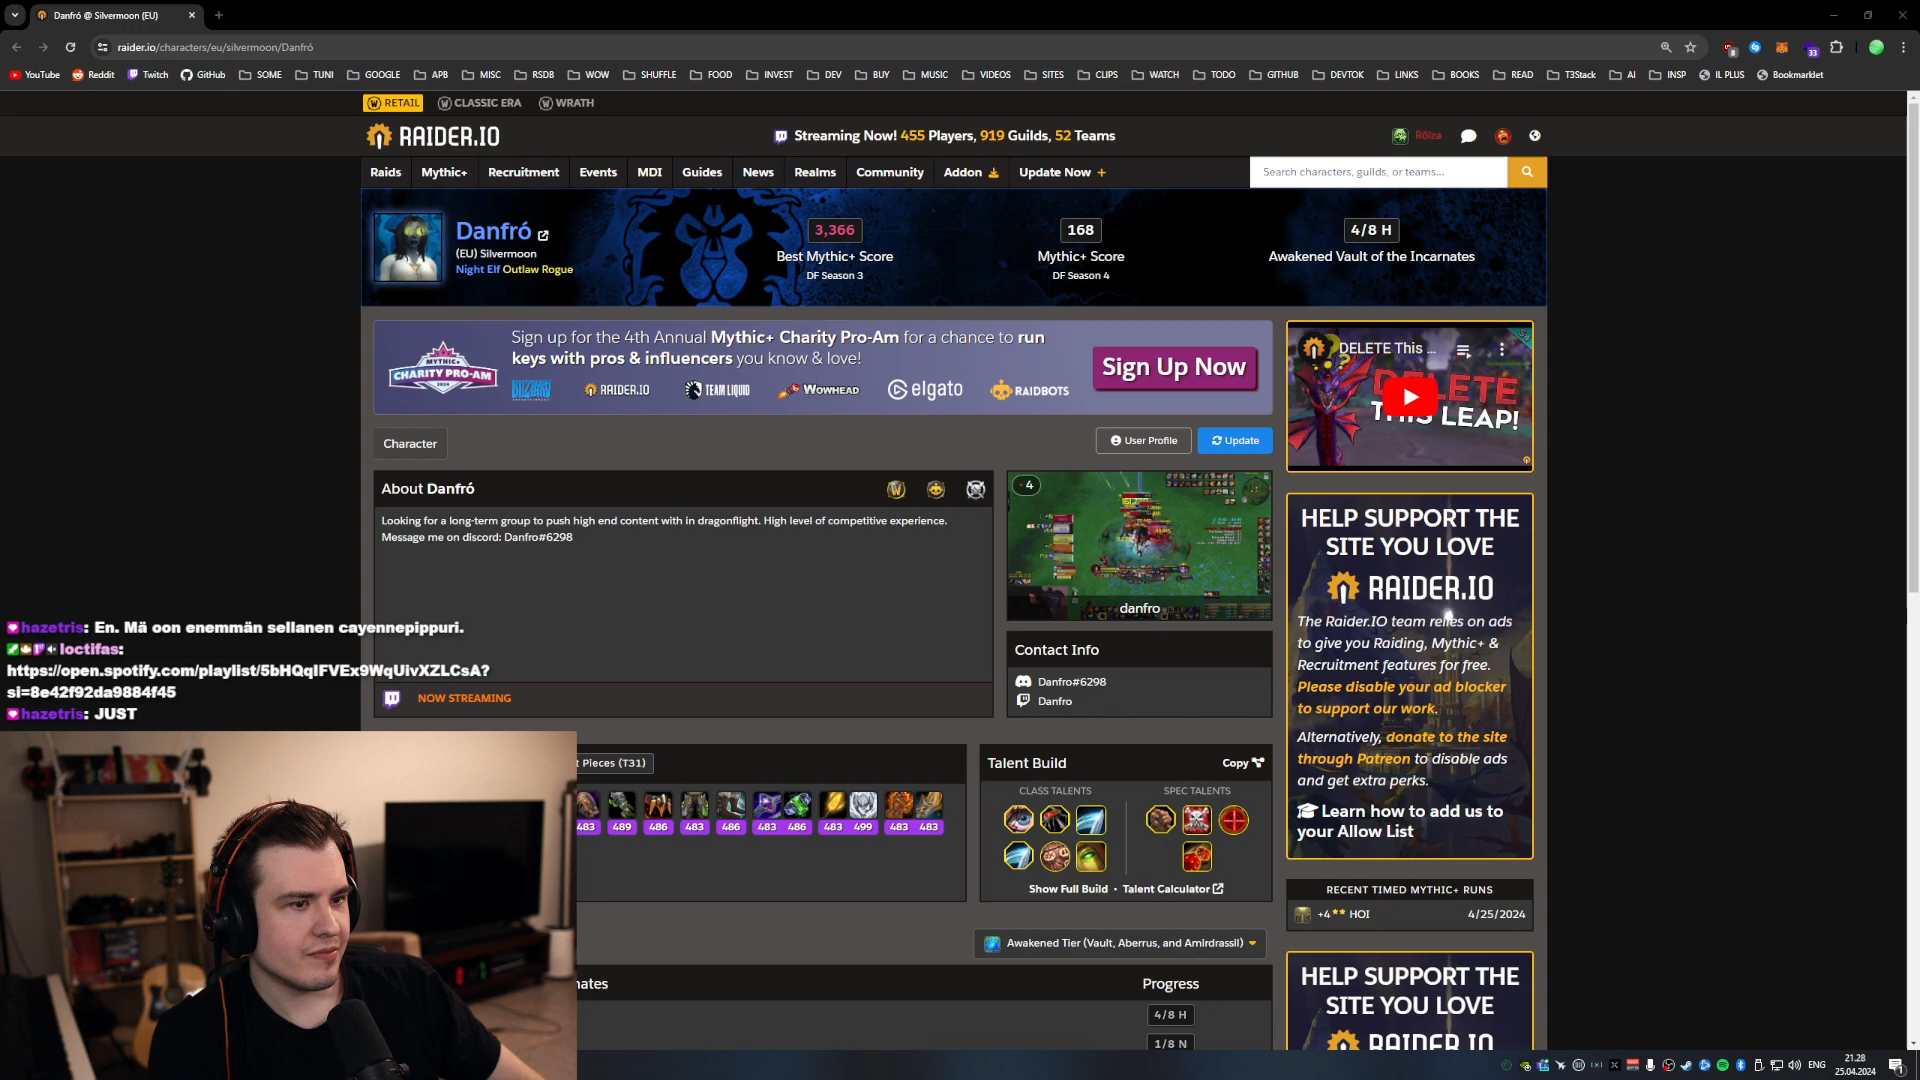 Danfró @ Silvermoon (EU)
raider.io/characters/eu/silvermoon/Danfró
YouTube Reddit Twitch GitHub SOME TUNI GOOGLE APB MISC RSDB WOW SHUFFLE FOOD INVEST DEV BUY MUSIC VIDEOS SITES CLIPS WATCH TODO GITHUB DEVTOK LINKS BOOKS READ T3Stack AI INSP IL PLUS Bookmarklet
RETAIL CLASSIC ERA WRATH
RAIDER.IO
Streaming Now! 455 Players, 919 Guilds, 52 Teams
Röiza
Raids Mythic+ Recruitment Events MDI Guides News Realms Community Addon Update Now +
Search characters, guilds, or teams...
Danfró
(EU) Silvermoon
Night Elf Outlaw Rogue
3,366
Best Mythic+ Score
DF Season 3
168
Mythic+ Score
DF Season 4
4/8 H
Awakened Vault of the Incarnates
MYTHIC+
CHARITY PRO-AM
2024
Sign up for the 4th Annual Mythic+ Charity Pro-Am for a chance to run
keys with pros & influencers you know & love!
BLIZZARD RAIDER.IO TEAM LIQUID WOWHEAD elgato RAIDBOTS
Sign Up Now
DELETE This ...
DELETE
THIS LEAP!
Character
User Profile
Update
About Danfró
Looking for a long-term group to push high end content with in dragonflight. High level of competitive experience.
Message me on discord: Danfro#6298
NOW STREAMING
4
danfro
Contact Info
Danfro#6298
Danfro
HELP SUPPORT THE
SITE YOU LOVE
RAIDER.IO
The Raider.IO team relies on ads
to give you Raiding, Mythic+ &
Recruitment features for free.
Please disable your ad blocker
to support our work.
Alternatively, donate to the site
through Patreon to disable ads
and get extra perks.
Learn how to add us to
your Allow List
hazetris: En. Mä oon enemmän sellanen cayennepippuri.
loctifas:
https://open.spotify.com/playlist/5bHQqIFVEx9WqUivXZLCsA?
si=8e42f92da9884f45
hazetris: JUST
t Pieces (T31)
483 489 486 483 486 483 486 483 499 483 483
Talent Build
Copy
CLASS TALENTS
SPEC TALENTS
Show Full Build • Talent Calculator
RECENT TIMED MYTHIC+ RUNS
+4 HOI 4/25/2024
Awakened Tier (Vault, Aberrus, and Amirdrassil)
nates
Progress
4/8 H
1/8 N
HELP SUPPORT THE
SITE YOU LOVE
RAIDER.IO
ENG
21.28
25.04.2024